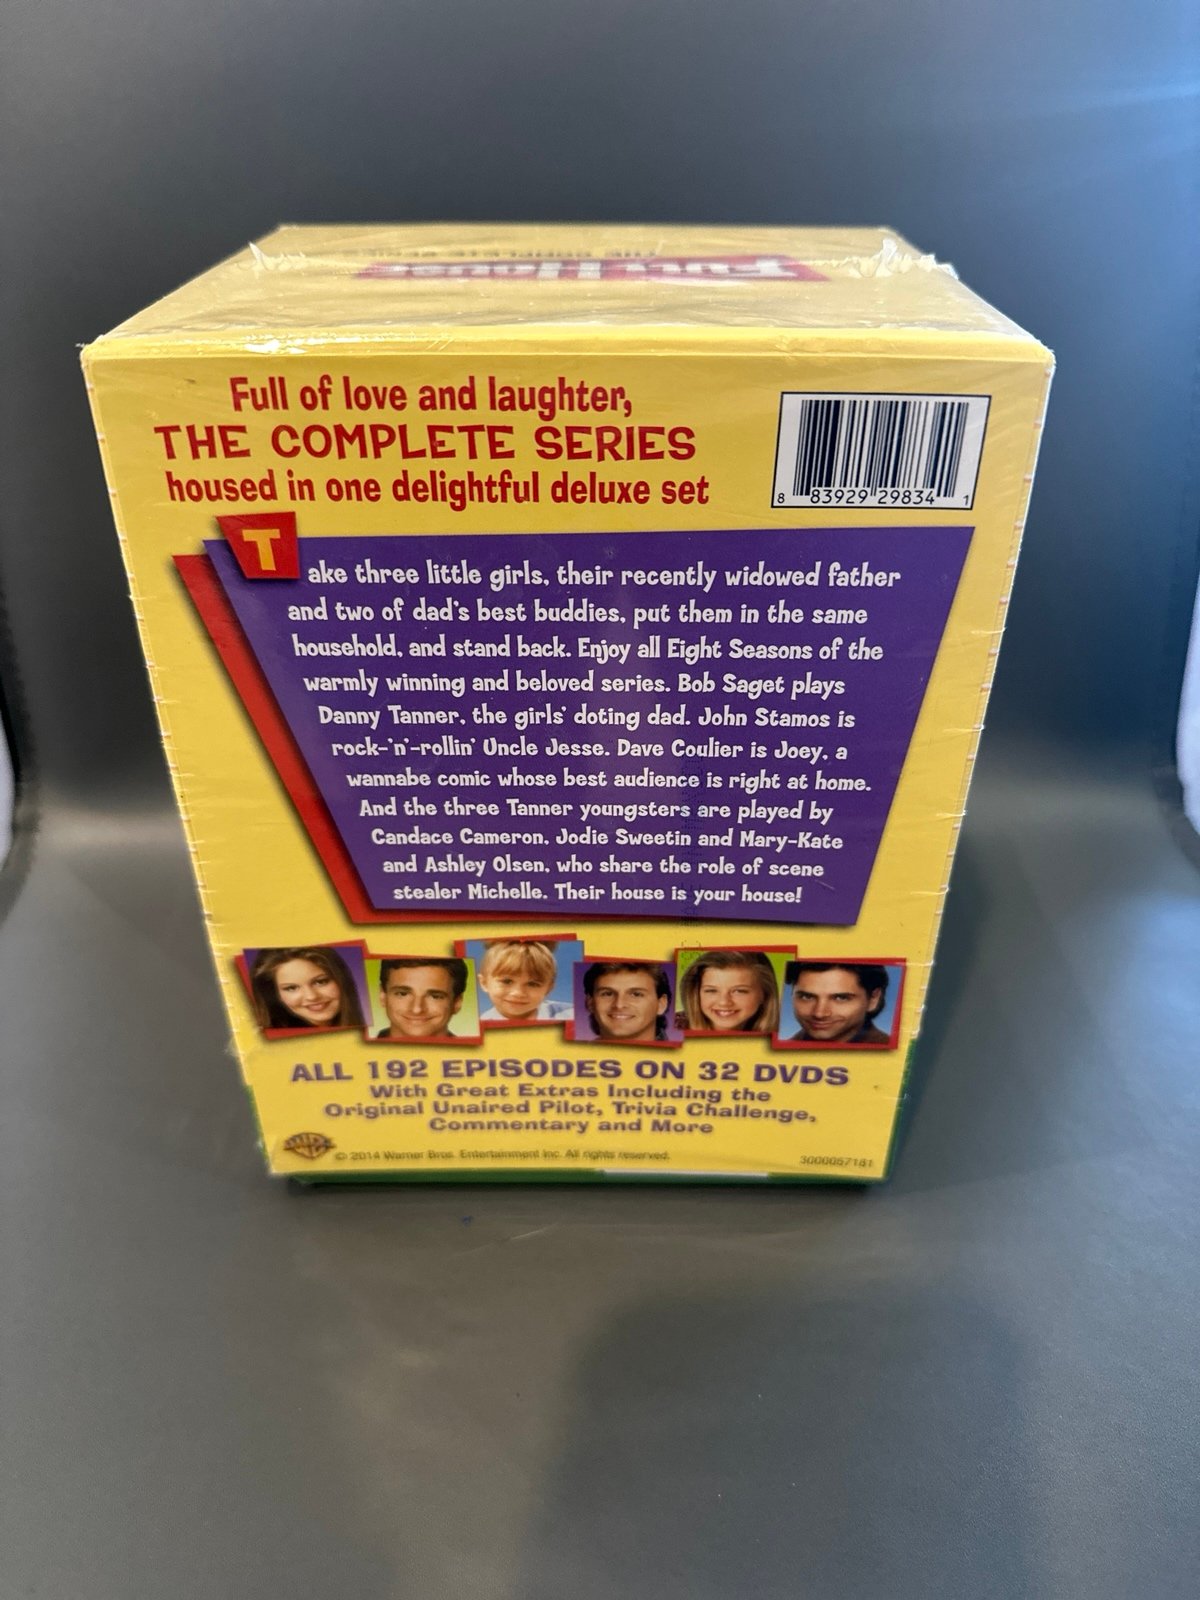 Full House
THE COMPLETE SERIES
Full of love and laughter,
THE COMPLETE SERIES
housed in one delightful deluxe set
8 83929 29834 1
Take three little girls, their recently widowed father
and two of dad's best buddies, put them in the same
household, and stand back. Enjoy all Eight Seasons of the
warmly winning and beloved series. Bob Saget plays
Danny Tanner, the girls' doting dad. John Stamos is
rock-'n'-rollin' Uncle Jesse. Dave Coulier is Joey, a
wannabe comic whose best audience is right at home.
And the three Tanner youngsters are played by
Candace Cameron, Jodie Sweetin and Mary-Kate
and Ashley Olsen, who share the role of scene
stealer Michelle. Their house is your house!
ALL 192 EPISODES ON 32 DVDS
With Great Extras Including the
Original Unaired Pilot, Trivia Challenge,
Commentary and More
© 2014 Warner Bros. Entertainment Inc. All rights reserved.
3000057181